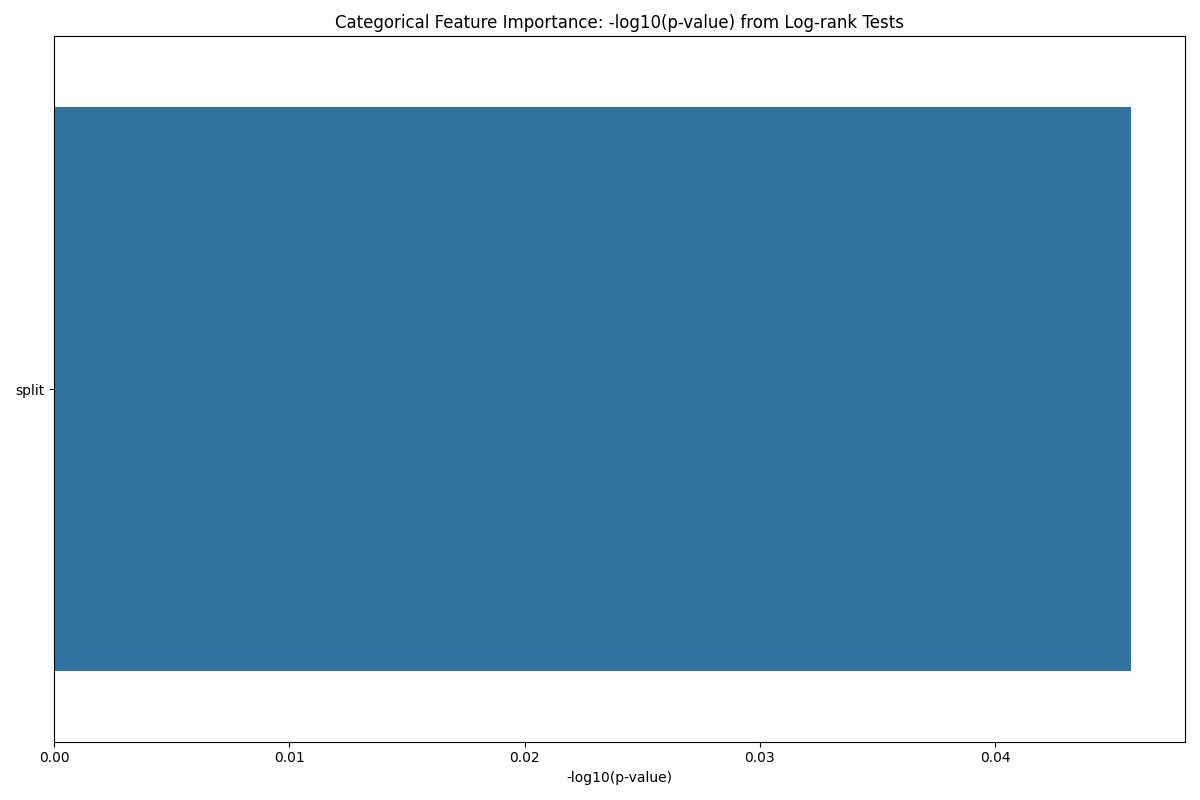 Categorical Feature Importance: -log10(p-value) from Log-rank Tests
split
0.00 0.01 0.02 0.03 0.04
-log10(p-value)